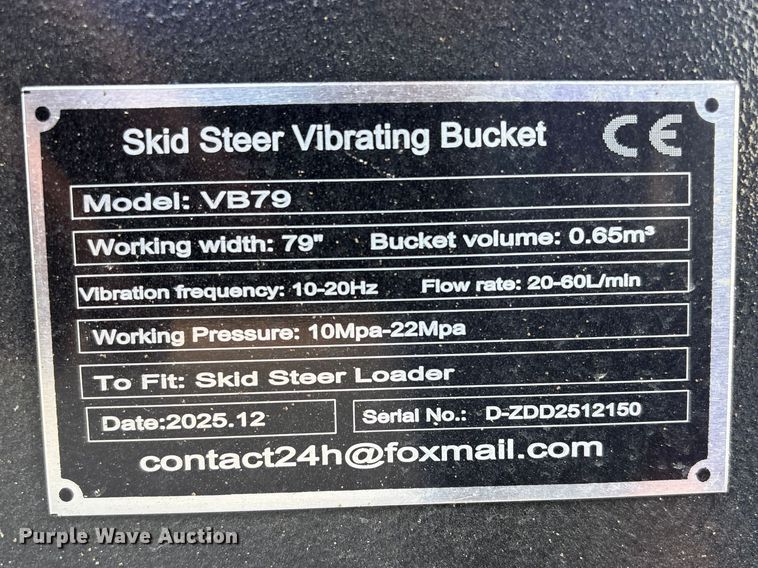 Skid Steer Vibrating Bucket CE
Model: VB79
Working width: 79" Bucket volume: 0.65m³
Vibration frequency: 10-20Hz Flow rate: 20-60L/min
Working Pressure: 10Mpa-22Mpa
To Fit: Skid Steer Loader
Date:2025.12 Serial No.: D-ZDD2512150
contact24h@foxmail.com
Purple Wave Auction